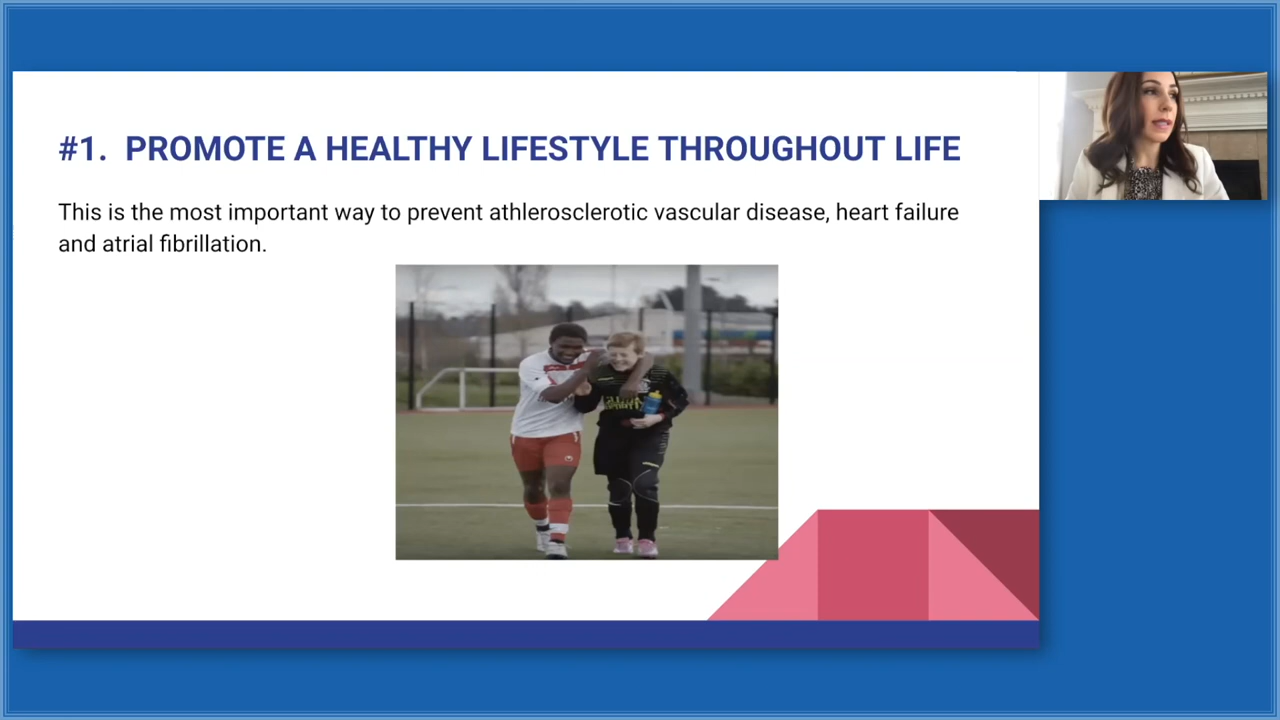 #1. PROMOTE A HEALTHY LIFESTYLE THROUGHOUT LIFE
This is the most important way to prevent athlerosclerotic vascular disease, heart failure
and atrial fibrillation.